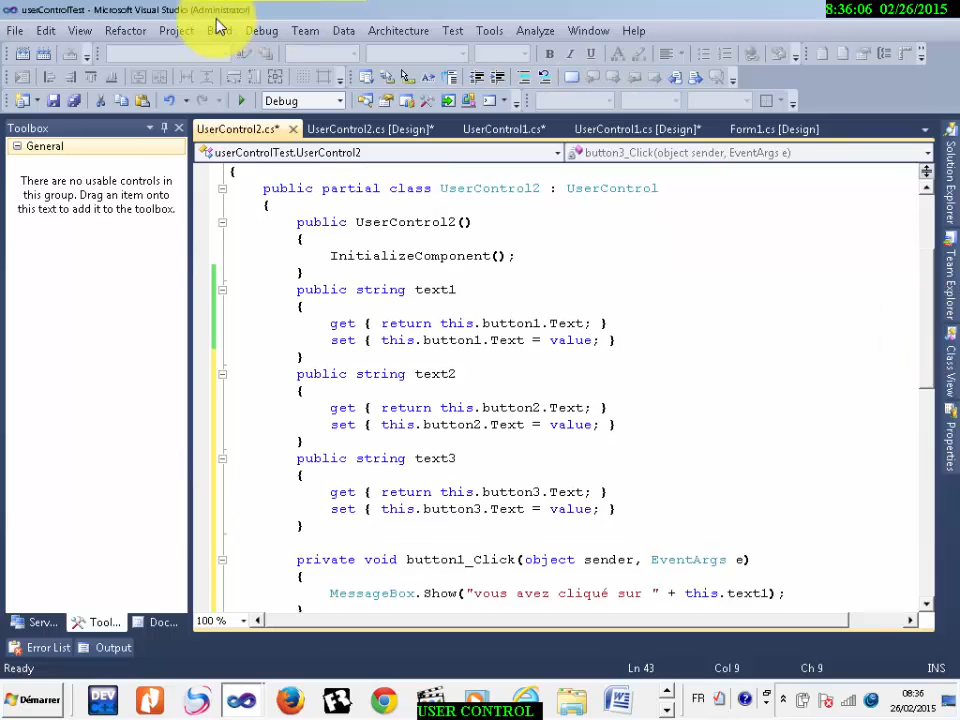 userControlTest - Microsoft Visual Studio (Administrator)
8:36:06 02/26/2015
File Edit View Refactor Project Build Debug Team Data Architecture Test Tools Analyze Window Help
Debug
Toolbox
UserControl2.cs* UserControl2.cs [Design]* UserControl1.cs* UserControl1.cs [Design]* Form1.cs [Design]
General
userControlTest.UserControl2 button3_Click(object sender, EventArgs e)
There are no usable controls in this group. Drag an item onto this text to add it to the toolbox.
{
public partial class UserControl2 : UserControl
{
public UserControl2()
{
InitializeComponent();
}
public string text1
{
get { return this.button1.Text; }
set { this.button1.Text = value; }
}
public string text2
{
get { return this.button2.Text; }
set { this.button2.Text = value; }
}
public string text3
{
get { return this.button3.Text; }
set { this.button3.Text = value; }
}
private void button1_Click(object sender, EventArgs e)
{
MessageBox.Show("vous avez cliqué sur " + this.text1);
}
Solution Explorer
Team Explorer
Class View
Properties
Serv... Tool... Doc...
100 %
Error List Output
Ready Ln 43 Col 9 Ch 9 INS
Démarrer
DEV
FR
08:36
26/02/2015
USER CONTROL